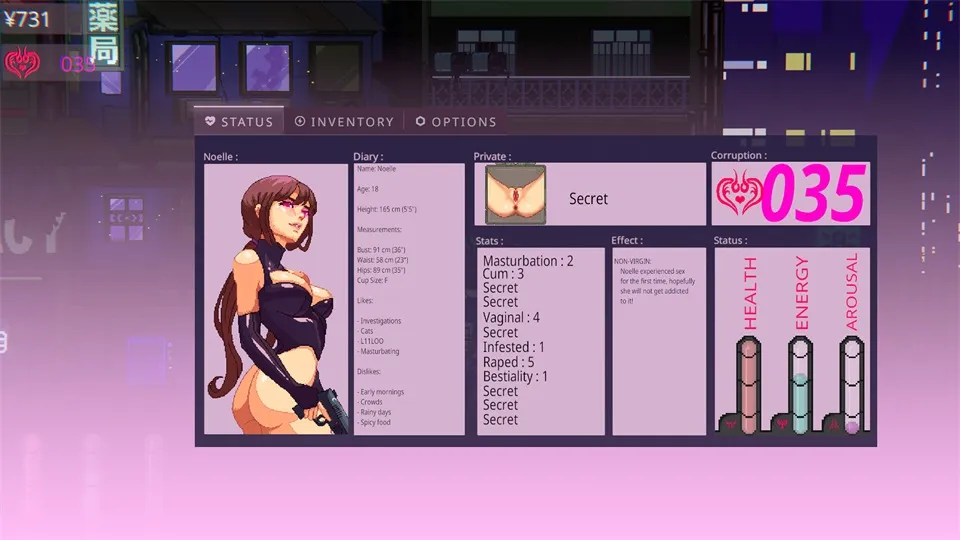 ¥731
薬局
035
STATUS
INVENTORY
OPTIONS
Noelle :
Diary :
Name: Noelle
Age: 18
Height: 165 cm (5'5")
Measurements:
Bust: 91 cm (36")
Waist: 58 cm (23")
Hips: 89 cm (35")
Cup Size: F
Likes:
- Investigations
- Cats
- L11LOO
- Masturbating
Dislikes:
- Early mornings
- Crowds
- Rainy days
- Spicy food
Private :
Secret
Corruption :
035
Stats :
Masturbation : 2
Cum : 3
Secret
Secret
Vaginal : 4
Secret
Infested : 1
Raped : 5
Bestiality : 1
Secret
Secret
Secret
Effect :
NON-VIRGIN:
Noelle experienced sex
for the first time, hopefully
she will not get addicted
to it!
Status :
HEALTH
ENERGY
AROUSAL